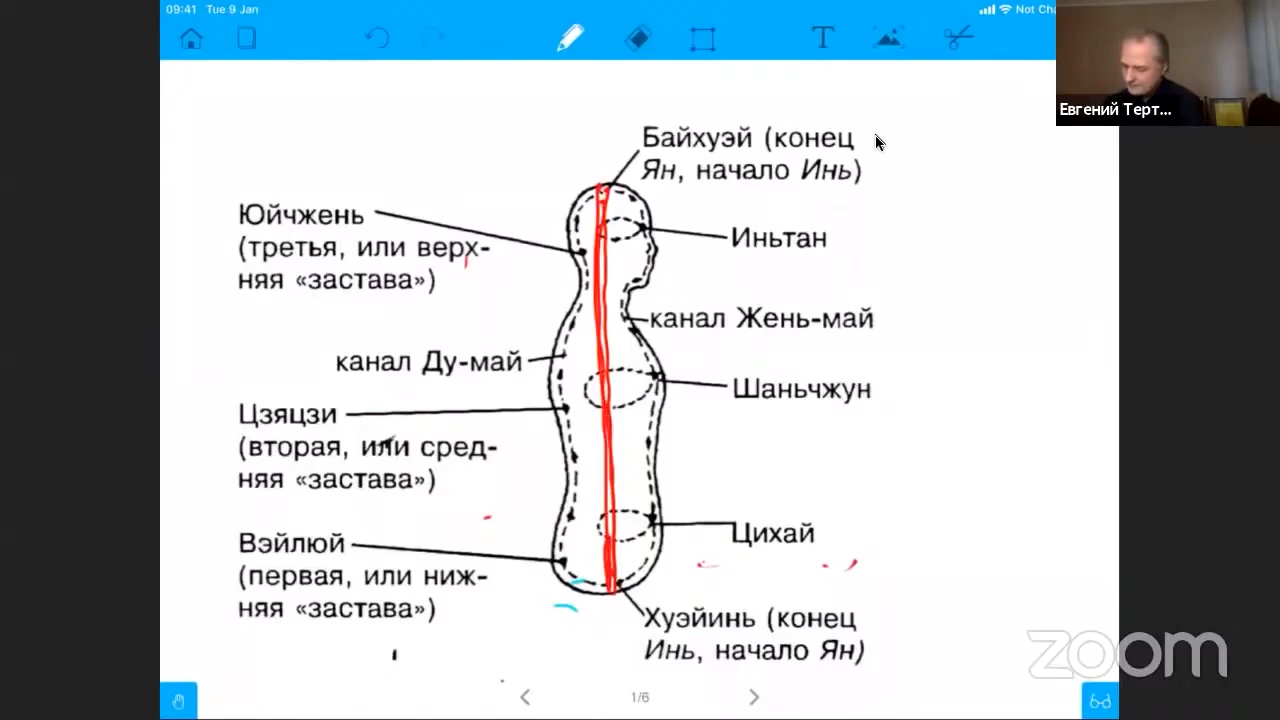 09:41 Tue 9 Jan
Not Cha
Евгений Терт...
Байхуэй (конец
Ян, начало Инь)
Юйчжень
(третья, или верх-
няя «застава»)
Иньтан
канал Жень-май
канал Ду-май
Шаньчжун
Цзяцзи
(вторая, или сред-
няя «застава»)
Цихай
Вэйлюй
(первая, или ниж-
няя «застава»)
Хуэйинь (конец
Инь, начало Ян)
zoom
1/6